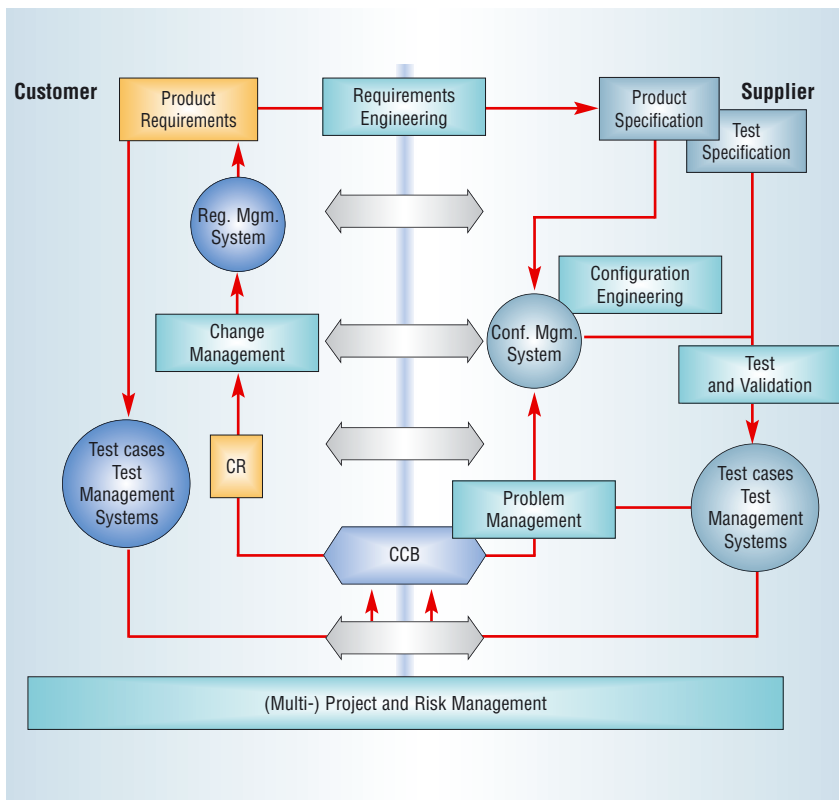 Customer
Product
Requirements
Requirements
Engineering
Product
Specification
Supplier
Test
Specification
Reg. Mgm.
System
Configuration
Engineering
Change
Management
Conf. Mgm.
System
Test
and Validation
Test cases
Test
Management
Systems
CR
Problem
Management
Test cases
Test
Management
Systems
CCB
(Multi-) Project and Risk Management